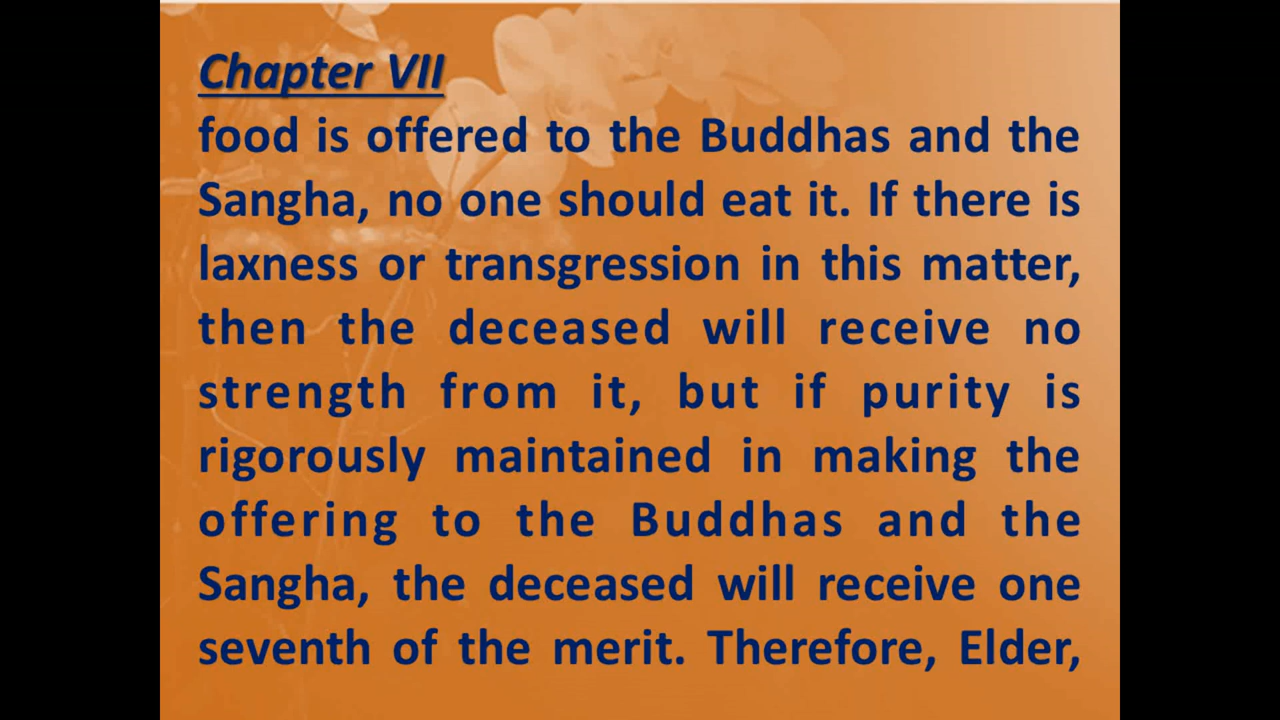 Chapter VII
food is offered to the Buddhas and the
Sangha, no one should eat it. If there is
laxness or transgression in this matter,
then the deceased will receive no
strength from it, but if purity is
rigorously maintained in making the
offering to the Buddhas and the
Sangha, the deceased will receive one
seventh of the merit. Therefore, Elder,